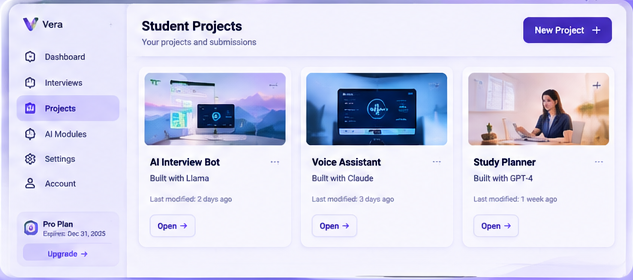 Vera
Dashboard
Interviews
Projects
AI Modules
Settings
Account
Pro Plan
Expires: Dec 31, 2025
Upgrade →
Student Projects
Your projects and submissions
New Project +
AI Interview Bot
Built with Llama
Last modified: 2 days ago
Open →
Voice Assistant
Built with Claude
Last modified: 3 days ago
Open →
Study Planner
Built with GPT-4
Last modified: 1 week ago
Open →